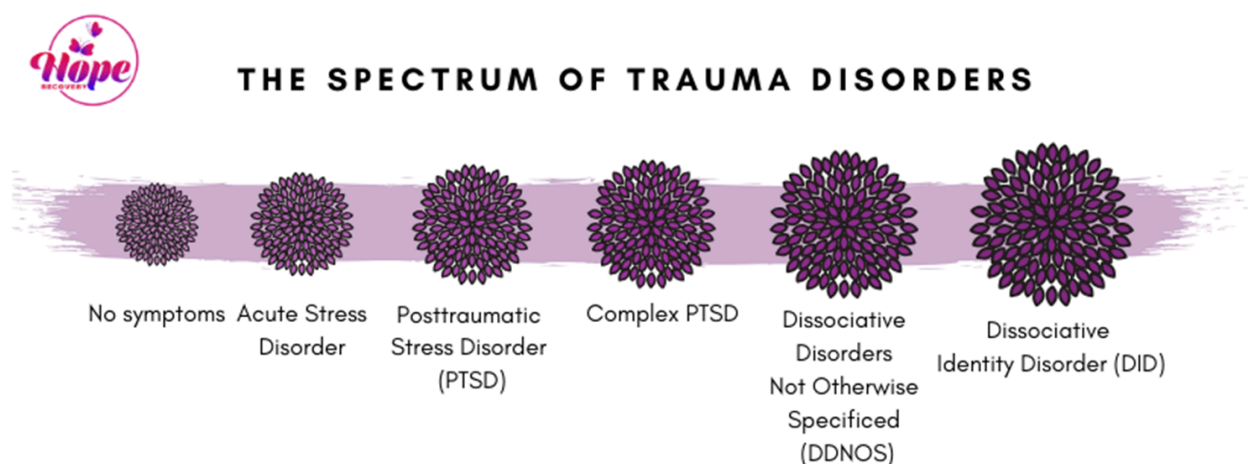 Hope
RECOVERY
THE SPECTRUM OF TRAUMA DISORDERS
No symptoms
Acute Stress
Disorder
Posttraumatic
Stress Disorder
(PTSD)
Complex PTSD
Dissociative
Disorders
Not Otherwise
Specificed
(DDNOS)
Dissociative
Identity Disorder (DID)